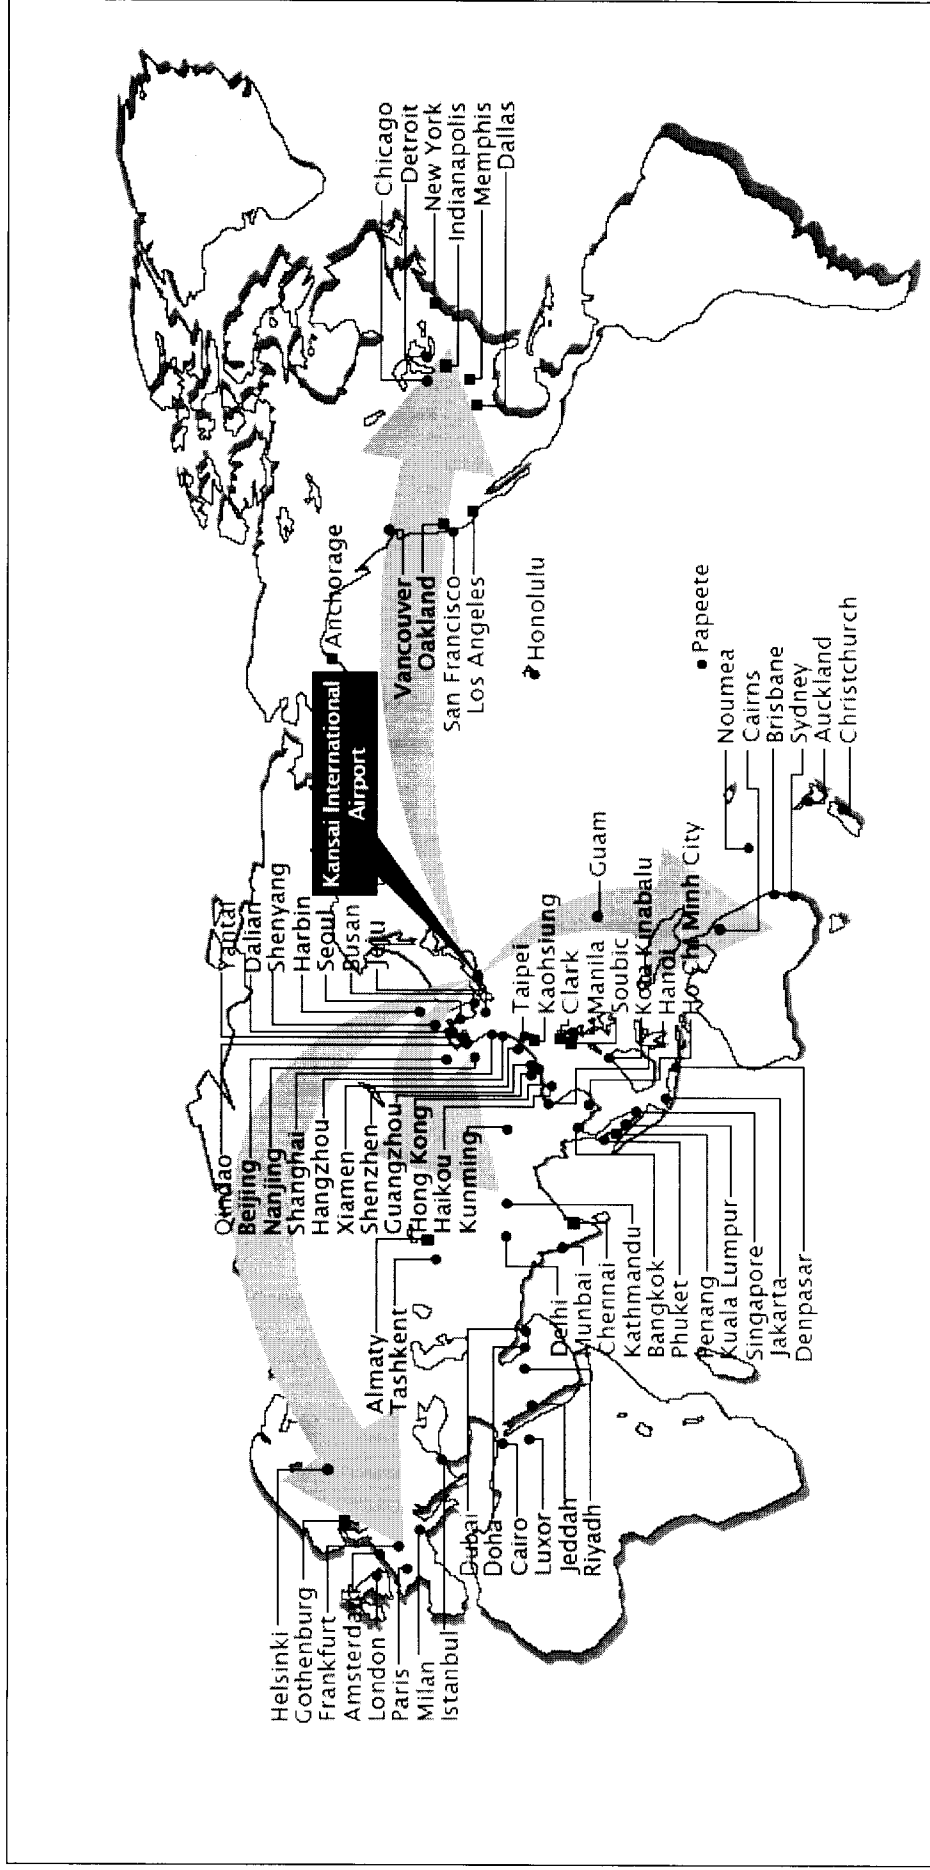 Helsinki
Gothenburg
Frankfurt
Amsterdam
London
Paris
Milan
Istanbul
Almaty
Tashkent
Dubai
Doha
Cairo
Luxor
Jeddah
Riyadh
Qindao
Beijing
Nanjing
Shanghai
Hangzhou
Xiamen
Shenzhen
Guangzhou
Hong Kong
Haikou
Kunming
Delhi
Mumbai
Chennai
Kathmandu
Bangkok
Phuket
Penang
Kuala Lumpur
Singapore
Jakarta
Denpasar
Yantai
Dalian
Shenyang
Harbin
Seoul
Busan
Jeju
Taipei
Kaohsiung
Clark
Manila
Soubic
Kota Kinabalu
Hanoi
Ho Chi Minh City
Kansai International
Airport
Guam
Anchorage
Vancouver
Oakland
San Francisco
Los Angeles
Honolulu
Papeete
Noumea
Cairns
Brisbane
Sydney
Auckland
Christchurch
Chicago
Detroit
New York
Indianapolis
Memphis
Dallas